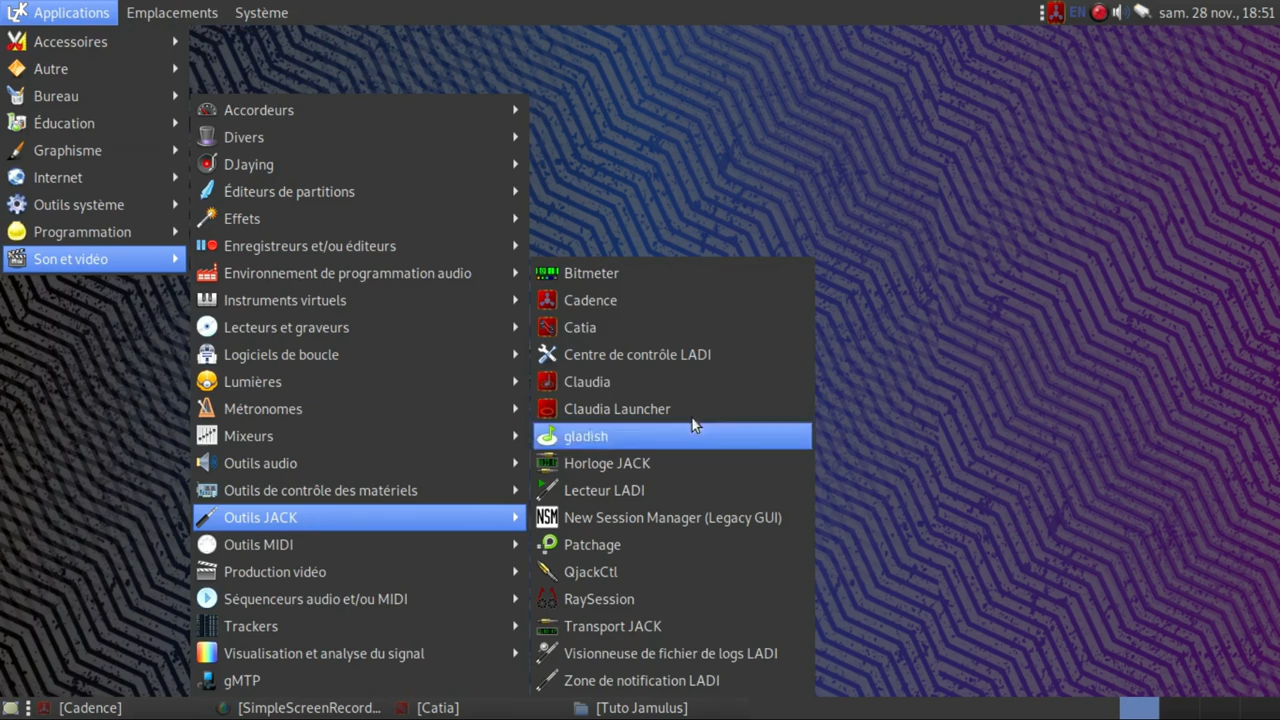 Applications Emplacements Système EN sam. 28 nov., 18:51
Accessoires
Autre
Bureau
Éducation
Graphisme
Internet
Outils système
Programmation
Son et vidéo
Accordeurs
Divers
DJaying
Éditeurs de partitions
Effets
Enregistreurs et/ou éditeurs
Environnement de programmation audio
Instruments virtuels
Lecteurs et graveurs
Logiciels de boucle
Lumières
Métronomes
Mixeurs
Outils audio
Outils de contrôle des matériels
Outils JACK
Outils MIDI
Production vidéo
Séquenceurs audio et/ou MIDI
Trackers
Visualisation et analyse du signal
gMTP
Bitmeter
Cadence
Catia
Centre de contrôle LADI
Claudia
Claudia Launcher
gladish
Horloge JACK
Lecteur LADI
NSM New Session Manager (Legacy GUI)
Patchage
QjackCtl
RaySession
Transport JACK
Visionneuse de fichier de logs LADI
Zone de notification LADI
[Cadence] [SimpleScreenRecord... [Catia] [Tuto Jamulus]